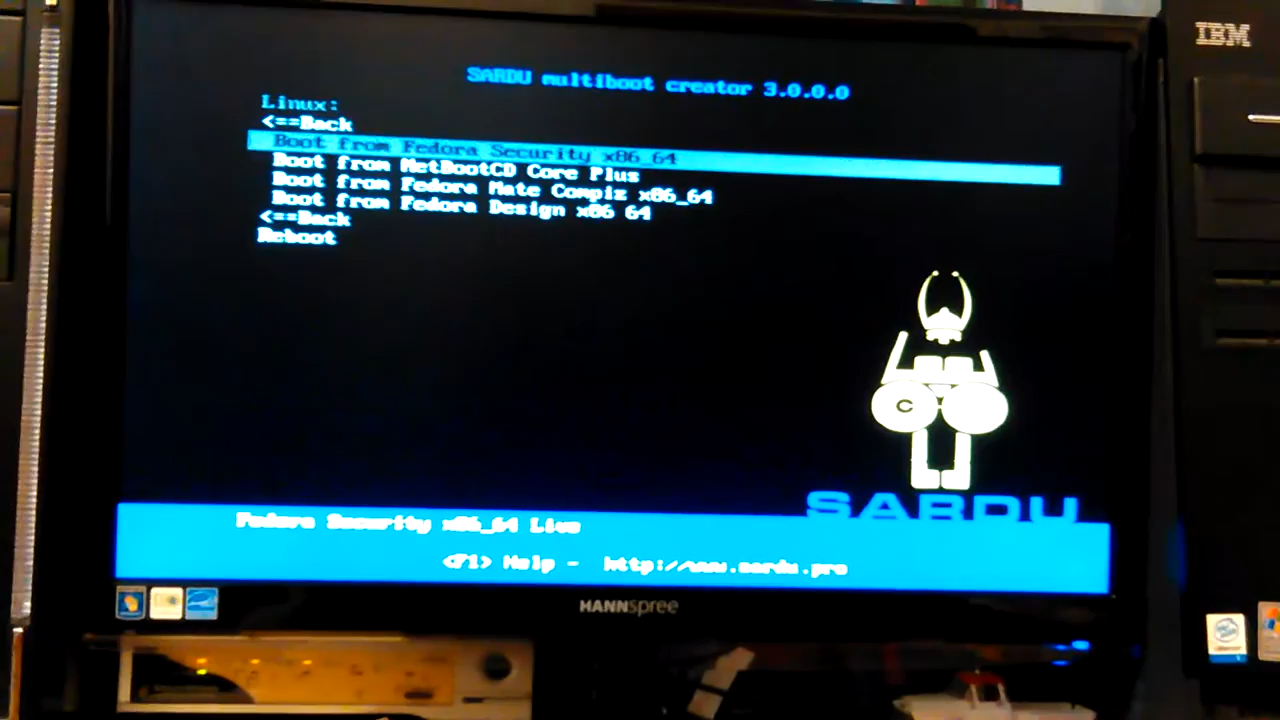 IBM
SARDU multiboot creator 3.0.0.0
Linux:
<==Back
Boot from Fedora Security x86_64
Boot from MetBootCD Core Plus
Boot from Fedora Mate Compiz x86_64
Boot from Fedora Design x86 64
<==Back
Reboot
C
SARDU
Fedora Security x86_64 Live
<F1> Help - http://www.sardu.pro
HANNspree